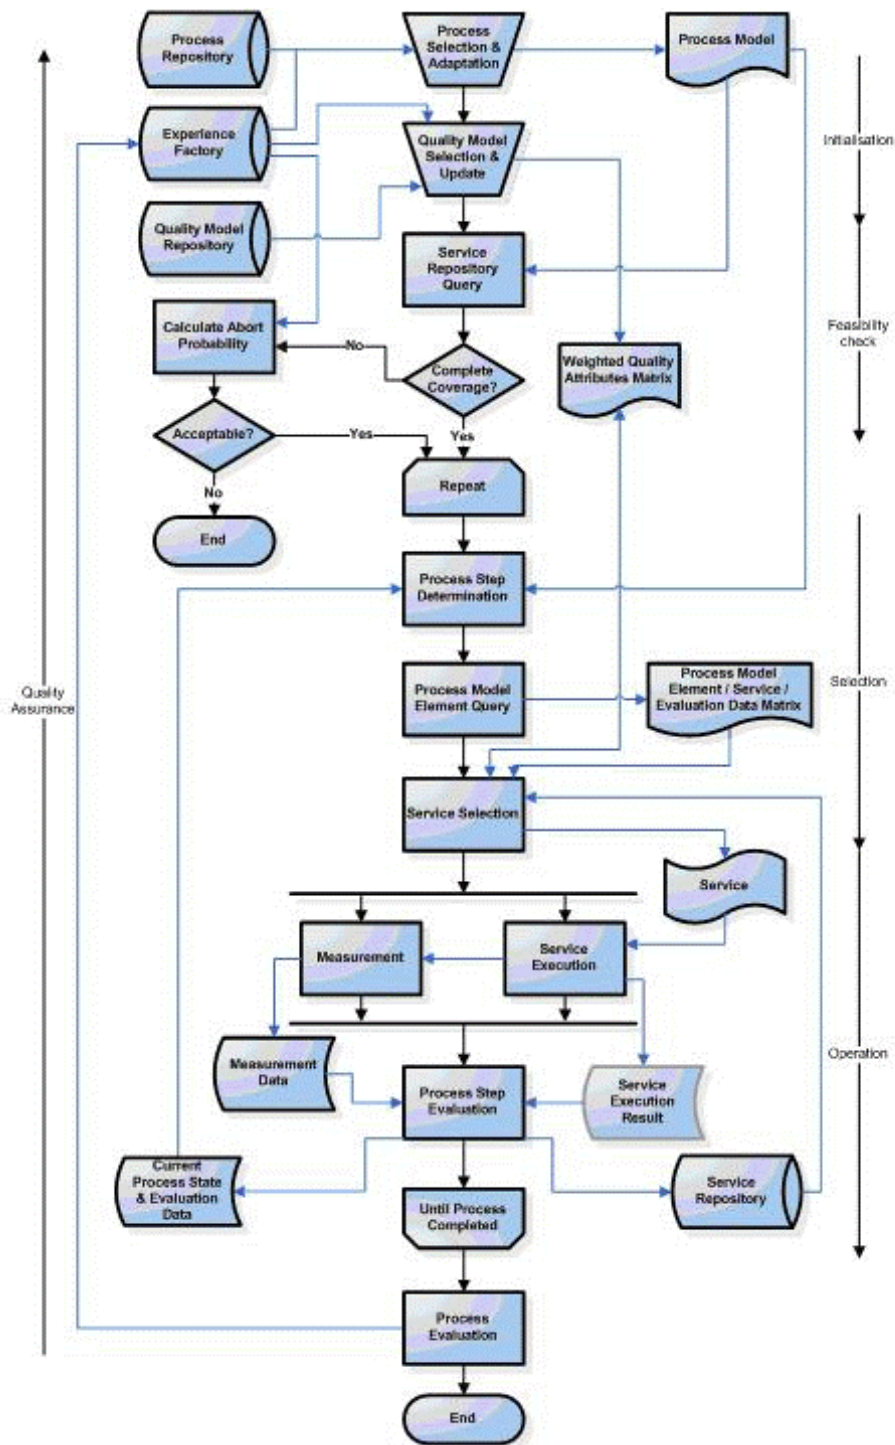 Process
Repository
Process
Selection &
Adaptation
Process Model
Experience
Factory
Quality Model
Selection &
Update
Initialisation
Quality Model
Repository
Service
Repository
Query
Calculate Abort
Probability
No
Complete
Coverage?
Weighted Quality
Attributes Matrix
Feasibility
check
Acceptable?
Yes
Yes
No
Repeat
End
Process Step
Determination
Quality
Assurance
Process Model
Element Query
Process Model
Element / Service /
Evaluation Data Matrix
Selection
Service Selection
Service
Measurement
Service
Execution
Measurement
Data
Process Step
Evaluation
Service
Execution
Result
Operation
Current
Process State
& Evaluation
Data
Service
Repository
Until Process
Completed
Process
Evaluation
End